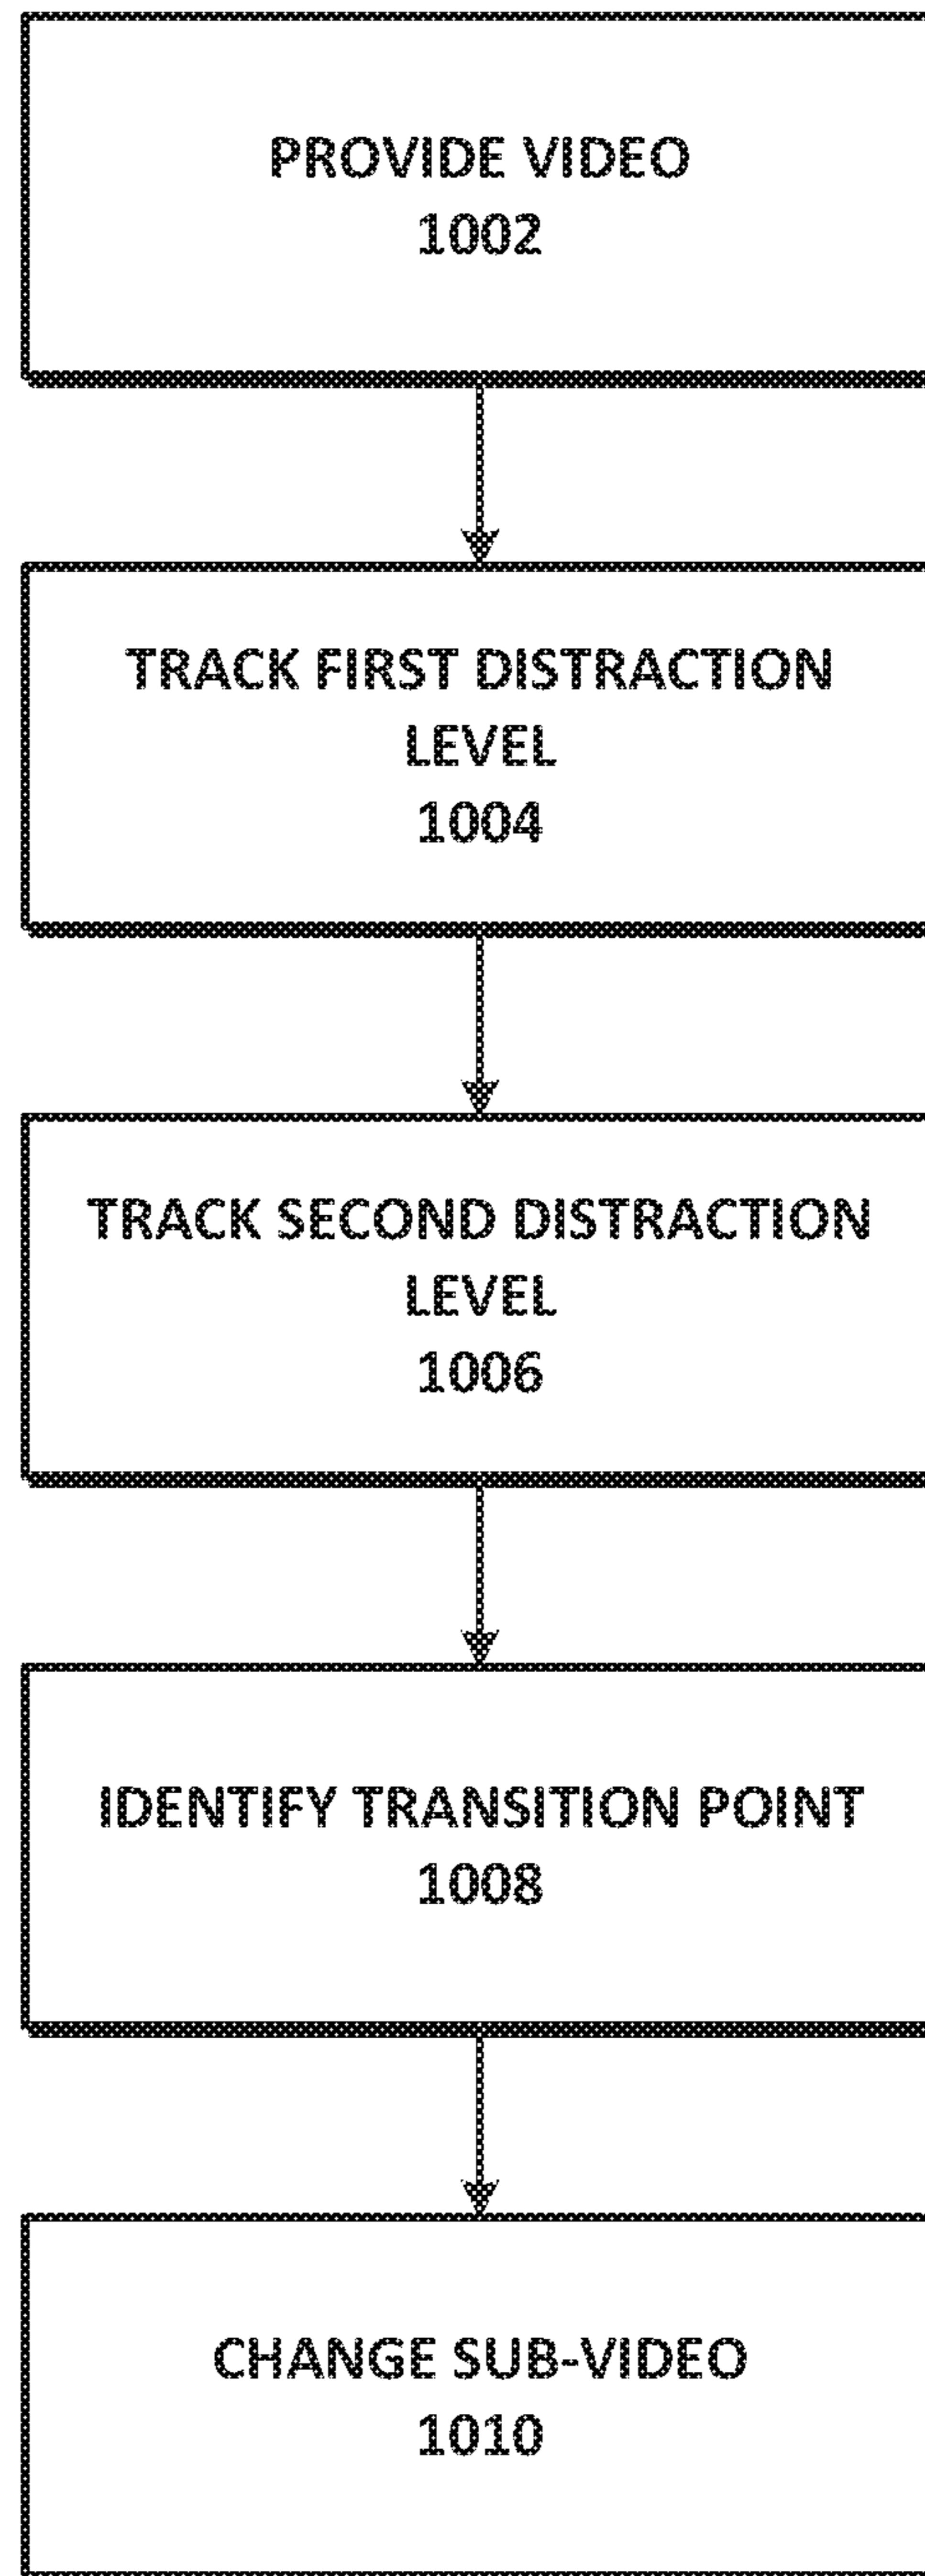 PROVIDE VIDEO
1002
TRACK FIRST DISTRACTION
LEVEL
1004
TRACK SECOND DISTRACTION
LEVEL
1006
IDENTIFY TRANSITION POINT
1008
CHANGE SUB-VIDEO
1010